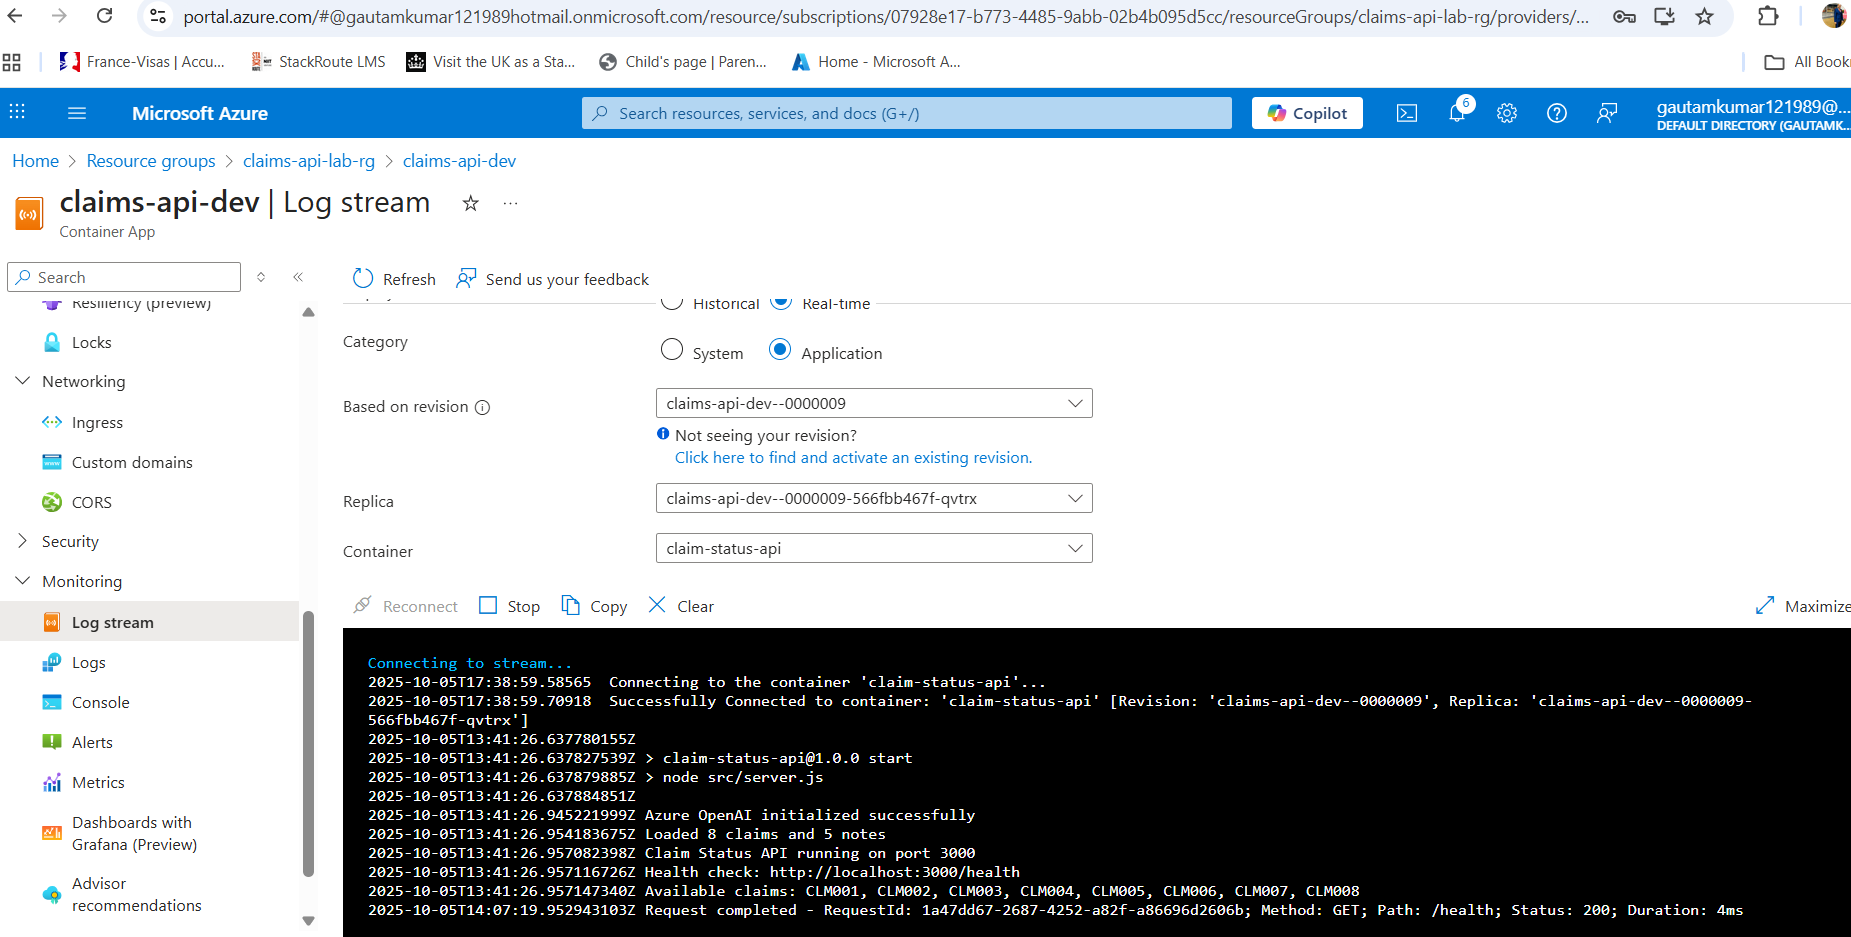 portal.azure.com/#@gautamkumar121989hotmail.onmicrosoft.com/resource/subscriptions/07928e17-b773-4485-9abb-02b4b095d5cc/resourceGroups/claims-api-lab-rg/providers/...
France-Visas | Accu...
StackRoute LMS
Visit the UK as a Sta...
Child's page | Paren...
Home - Microsoft A...
All Book
Microsoft Azure
Search resources, services, and docs (G+/)
Copilot
6
gautamkumar121989@...
DEFAULT DIRECTORY (GAUTAMK...
Home > Resource groups > claims-api-lab-rg > claims-api-dev
claims-api-dev | Log stream
...
Container App
Search
Resiliency (preview)
Locks
Networking
Ingress
Custom domains
CORS
Security
Monitoring
Log stream
Logs
Console
Alerts
Metrics
Dashboards with
Grafana (Preview)
Advisor
recommendations
Refresh
Send us your feedback
Historical
Real-time
Category
System
Application
Based on revision
claims-api-dev--0000009
Not seeing your revision?
Click here to find and activate an existing revision.
Replica
claims-api-dev--0000009-566fbb467f-qvtrx
Container
claim-status-api
Reconnect
Stop
Copy
Clear
Maximize
Connecting to stream...
2025-10-05T17:38:59.58565  Connecting to the container 'claim-status-api'...
2025-10-05T17:38:59.70918  Successfully Connected to container: 'claim-status-api' [Revision: 'claims-api-dev--0000009', Replica: 'claims-api-dev--0000009-
566fbb467f-qvtrx']
2025-10-05T13:41:26.637780155Z
2025-10-05T13:41:26.637827539Z > claim-status-api@1.0.0 start
2025-10-05T13:41:26.637879885Z > node src/server.js
2025-10-05T13:41:26.637884851Z
2025-10-05T13:41:26.945221999Z Azure OpenAI initialized successfully
2025-10-05T13:41:26.954183675Z Loaded 8 claims and 5 notes
2025-10-05T13:41:26.957082398Z Claim Status API running on port 3000
2025-10-05T13:41:26.957116726Z Health check: http://localhost:3000/health
2025-10-05T13:41:26.957147340Z Available claims: CLM001, CLM002, CLM003, CLM004, CLM005, CLM006, CLM007, CLM008
2025-10-05T14:07:19.952943103Z Request completed - RequestId: 1a47dd67-2687-4252-a82f-a86696d2606b; Method: GET; Path: /health; Status: 200; Duration: 4ms